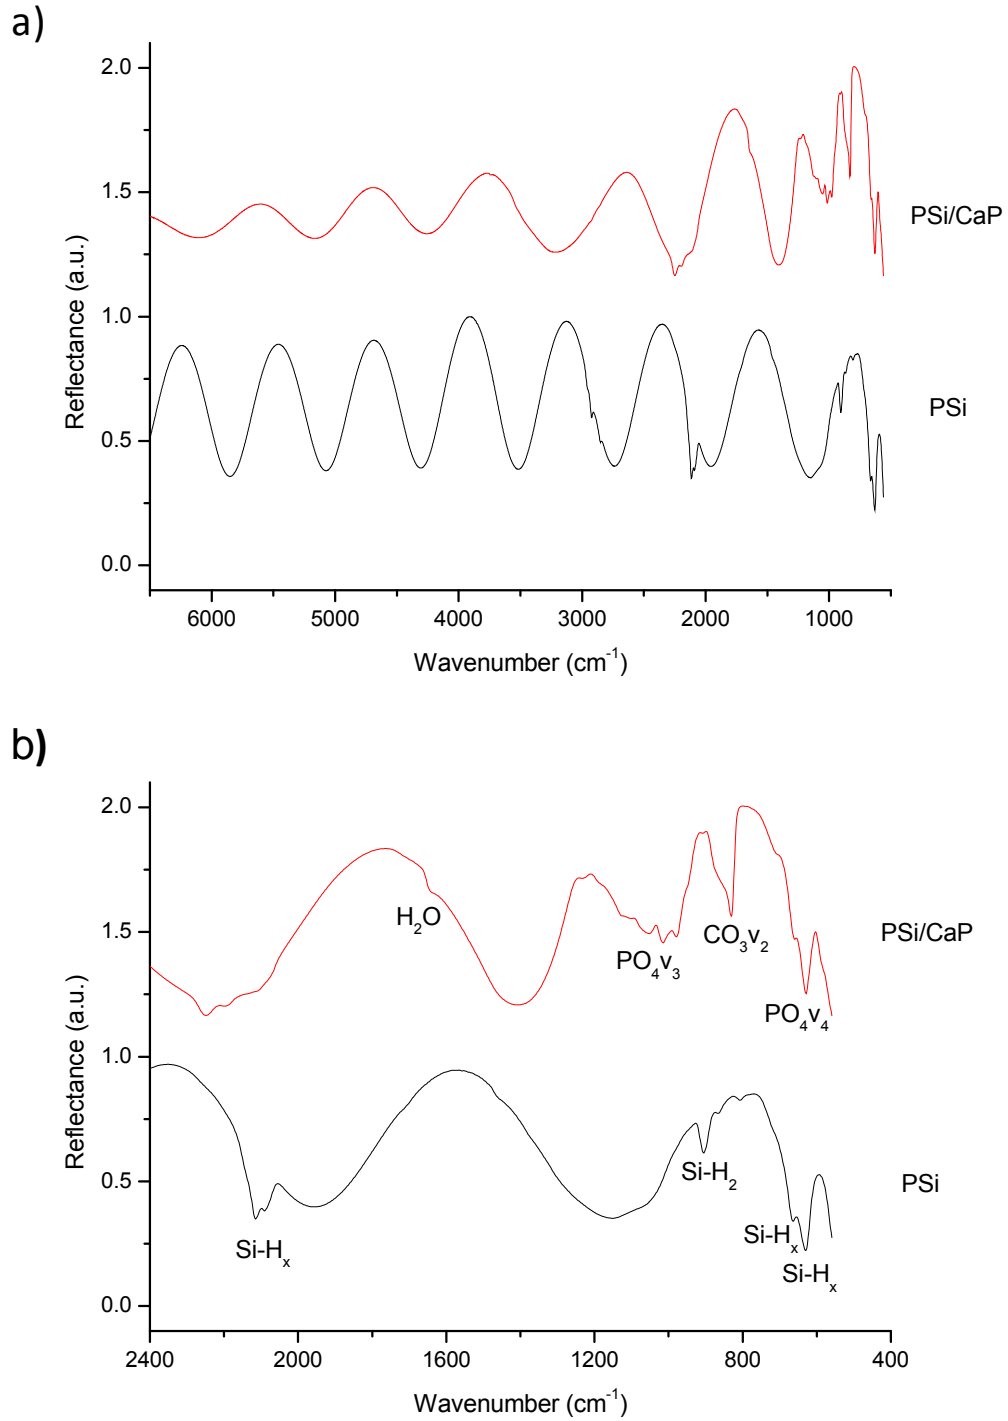 a)
2.0
1.5
1.0
0.5
0.0
Reflectance (a.u.)
PSi/CaP
PSi
6000 5000 4000 3000 2000 1000
Wavenumber (cm⁻¹)
b)
2.0
1.5
1.0
0.5
0.0
Reflectance (a.u.)
H₂O
PO₄v₃
CO₃v₂
PO₄v₄
PSi/CaP
Si-Hₓ
Si-H₂
Si-Hₓ
Si-Hₓ
PSi
2400 2000 1600 1200 800 400
Wavenumber (cm⁻¹)